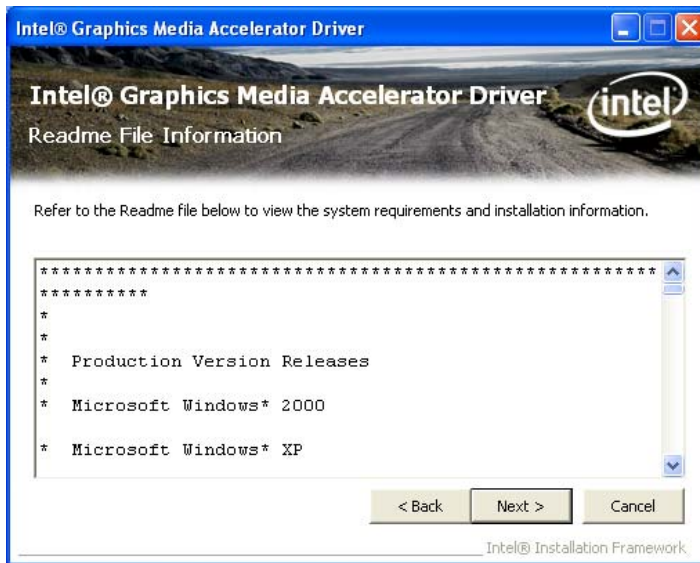 Intel® Graphics Media Accelerator Driver
Intel® Graphics Media Accelerator Driver
intel
Readme File Information
Refer to the Readme file below to view the system requirements and installation information.
********************************************************
**********
*
*
* Production Version Releases
*
* Microsoft Windows* 2000
* Microsoft Windows* XP
< Back Next > Cancel
Intel® Installation Framework